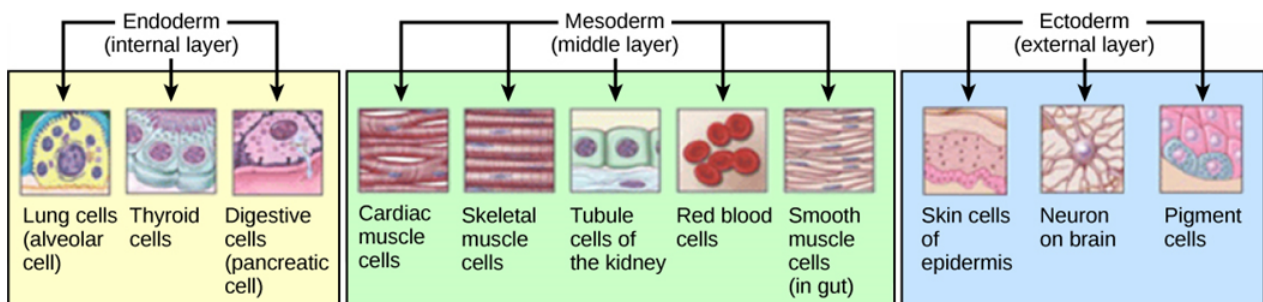 Endoderm
(internal layer)
Mesoderm
(middle layer)
Ectoderm
(external layer)
Lung cells
(alveolar
cell)
Thyroid
cells
Digestive
cells
(pancreatic
cell)
Cardiac
muscle
cells
Skeletal
muscle
cells
Tubule
cells of
the kidney
Red blood
cells
Smooth
muscle
cells
(in gut)
Skin cells
of
epidermis
Neuron
on brain
Pigment
cells